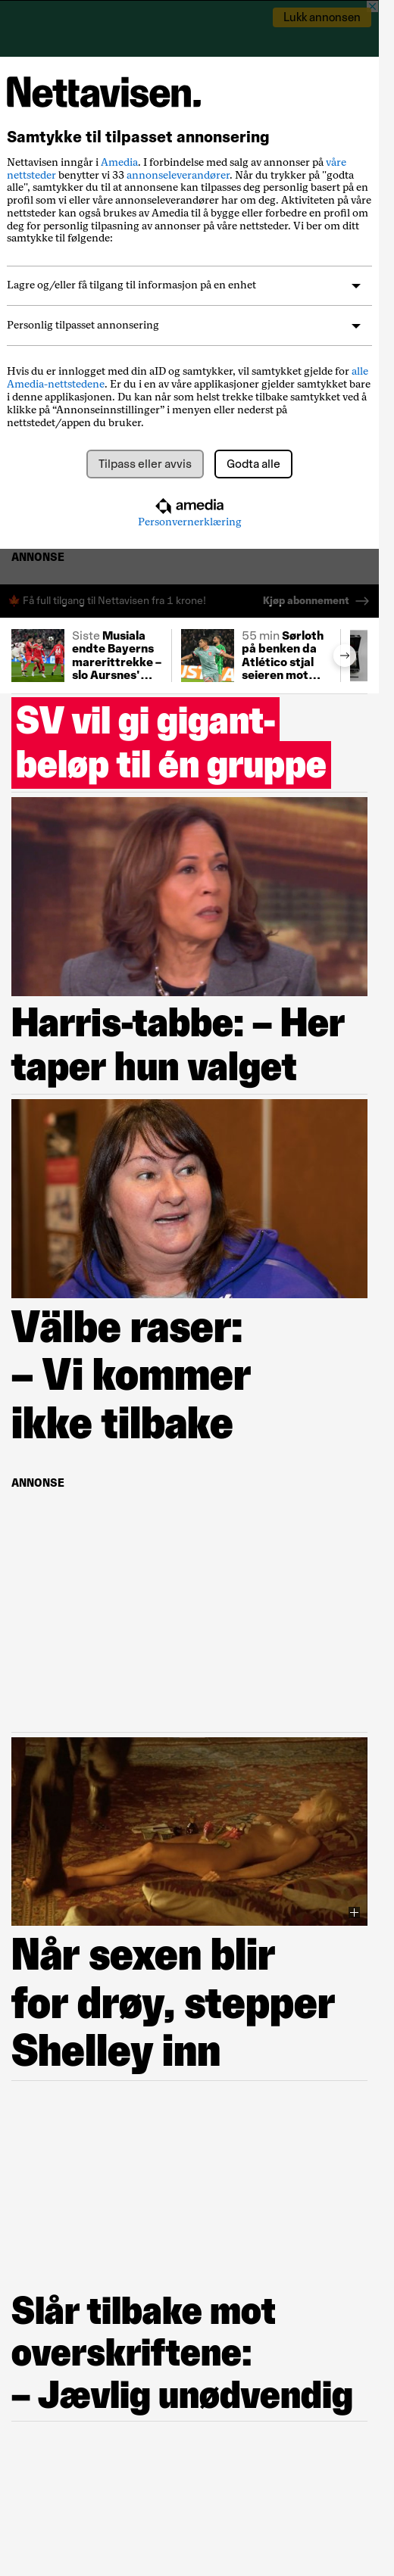 Lukk annonsen
Nettavisen.
Samtykke til tilpasset annonsering
Nettavisen inngår i Amedia. I forbindelse med salg av annonser på våre
nettsteder benytter vi 33 annonseleverandører. Når du trykker på "godta
alle", samtykker du til at annonsene kan tilpasses deg personlig basert på en
profil som vi eller våre annonseleverandører har om deg. Aktiviteten på våre
nettsteder kan også brukes av Amedia til å bygge eller forbedre en profil om
deg for personlig tilpasning av annonser på våre nettsteder. Vi ber om ditt
samtykke til følgende:
Lagre og/eller få tilgang til informasjon på en enhet
Personlig tilpasset annonsering
Hvis du er innlogget med din aID og samtykker, vil samtykket gjelde for alle
Amedia-nettstedene. Er du i en av våre applikasjoner gjelder samtykket bare
i denne applikasjonen. Du kan når som helst trekke tilbake samtykket ved å
klikke på “Annonseinnstillinger” i menyen eller nederst på
nettstedet/appen du bruker.
Tilpass eller avvis
Godta alle
amedia
Personvernerklæring
ANNONSE
Få full tilgang til Nettavisen fra 1 krone!
Kjøp abonnement
Siste Musiala
endte Bayerns
marerittrekke –
slo Aursnes'...
55 min Sørloth
på benken da
Atlético stjal
seieren mot...
SV vil gi gigant-
beløp til én gruppe
Harris-tabbe: – Her
taper hun valget
Välbe raser:
– Vi kommer
ikke tilbake
ANNONSE
Når sexen blir
for drøy, stepper
Shelley inn
Slår tilbake mot
overskriftene:
– Jævlig unødvendig